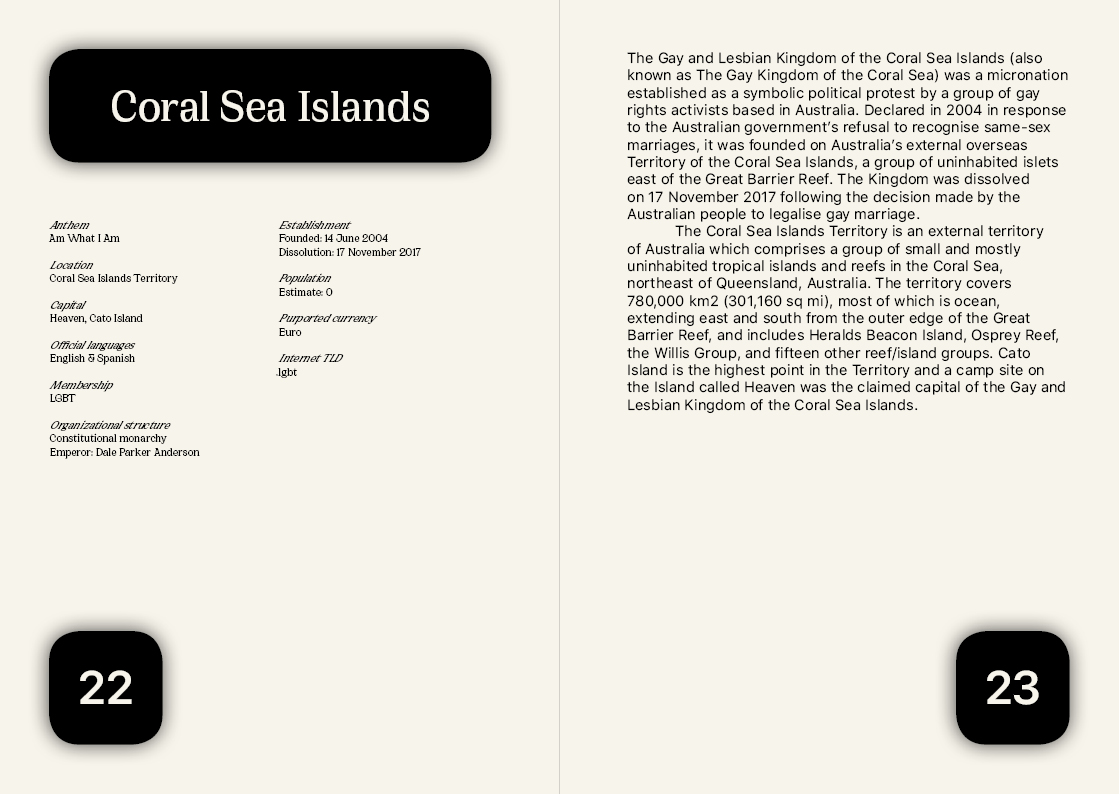 Coral Sea Islands
Anthem
Am What I Am
Location
Coral Sea Islands Territory
Capital
Heaven, Cato Island
Official languages
English & Spanish
Membership
LGBT
Organizational structure
Constitutional monarchy
Emperor: Dale Parker Anderson
Establishment
Founded: 14 June 2004
Dissolution: 17 November 2017
Population
Estimate: 0
Purported currency
Euro
Internet TLD
.lgbt
22
The Gay and Lesbian Kingdom of the Coral Sea Islands (also
known as The Gay Kingdom of the Coral Sea) was a micronation
established as a symbolic political protest by a group of gay
rights activists based in Australia. Declared in 2004 in response
to the Australian government’s refusal to recognise same-sex
marriages, it was founded on Australia’s external overseas
Territory of the Coral Sea Islands, a group of uninhabited islets
east of the Great Barrier Reef. The Kingdom was dissolved
on 17 November 2017 following the decision made by the
Australian people to legalise gay marriage.
The Coral Sea Islands Territory is an external territory
of Australia which comprises a group of small and mostly
uninhabited tropical islands and reefs in the Coral Sea,
northeast of Queensland, Australia. The territory covers
780,000 km2 (301,160 sq mi), most of which is ocean,
extending east and south from the outer edge of the Great
Barrier Reef, and includes Heralds Beacon Island, Osprey Reef,
the Willis Group, and fifteen other reef/island groups. Cato
Island is the highest point in the Territory and a camp site on
the Island called Heaven was the claimed capital of the Gay and
Lesbian Kingdom of the Coral Sea Islands.
23